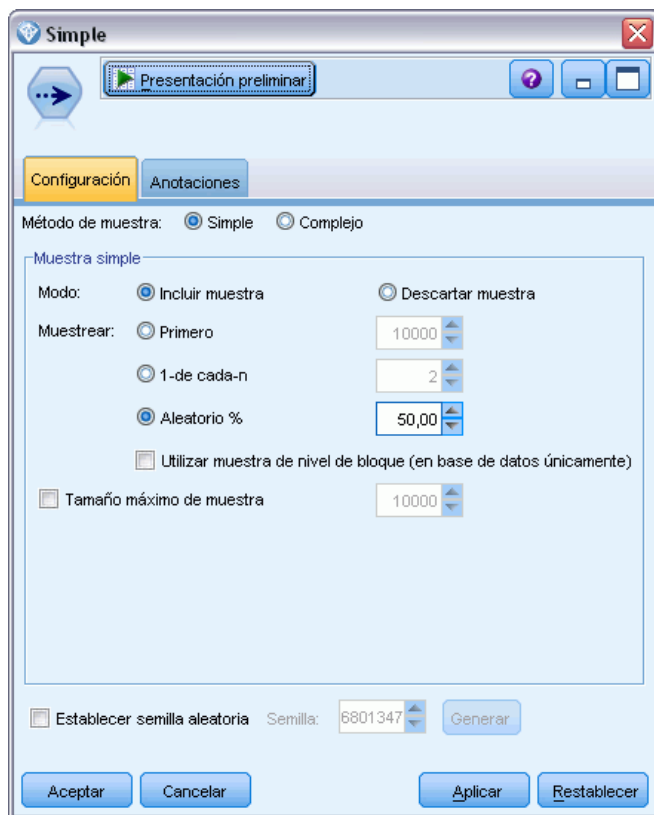 Simple
Presentación preliminar
?
Configuración Anotaciones
Método de muestra: Simple Complejo
Muestra simple
Modo: Incluir muestra Descartar muestra
Muestrear: Primero 10000
1-de cada-n 2
Aleatorio % 50,00
Utilizar muestra de nivel de bloque (en base de datos únicamente)
Tamaño máximo de muestra 10000
Establecer semilla aleatoria Semilla: 6801347 Generar
Aceptar Cancelar Aplicar Restablecer